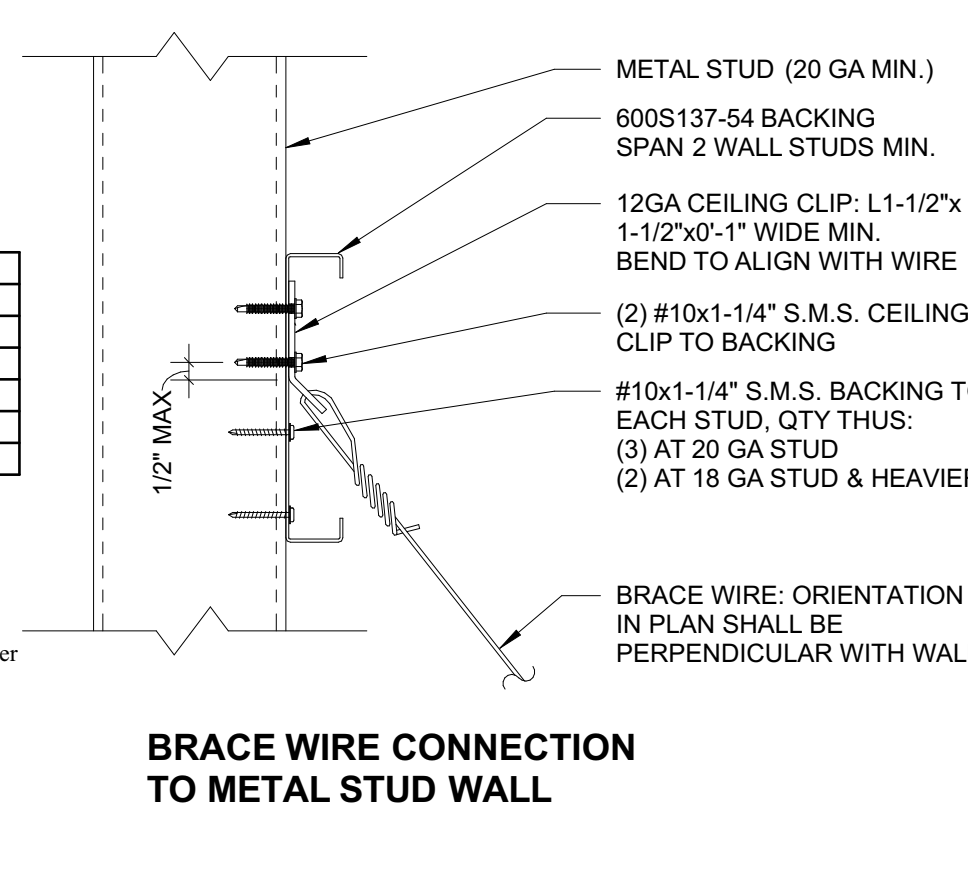 METAL STUD (20 GA MIN.)
600S137-54 BACKING
SPAN 2 WALL STUDS MIN.
12GA CEILING CLIP: L1-1/2"x
1-1/2"x0'-1" WIDE MIN.
BEND TO ALIGN WITH WIRE
(2) #10x1-1/4" S.M.S. CEILING
CLIP TO BACKING
#10x1-1/4" S.M.S. BACKING TO
EACH STUD, QTY THUS:
(3) AT 20 GA STUD
(2) AT 18 GA STUD & HEAVIER
1/2" MAX
BRACE WIRE: ORIENTATION
IN PLAN SHALL BE
PERPENDICULAR WITH WAL
er
BRACE WIRE CONNECTION
TO METAL STUD WALL